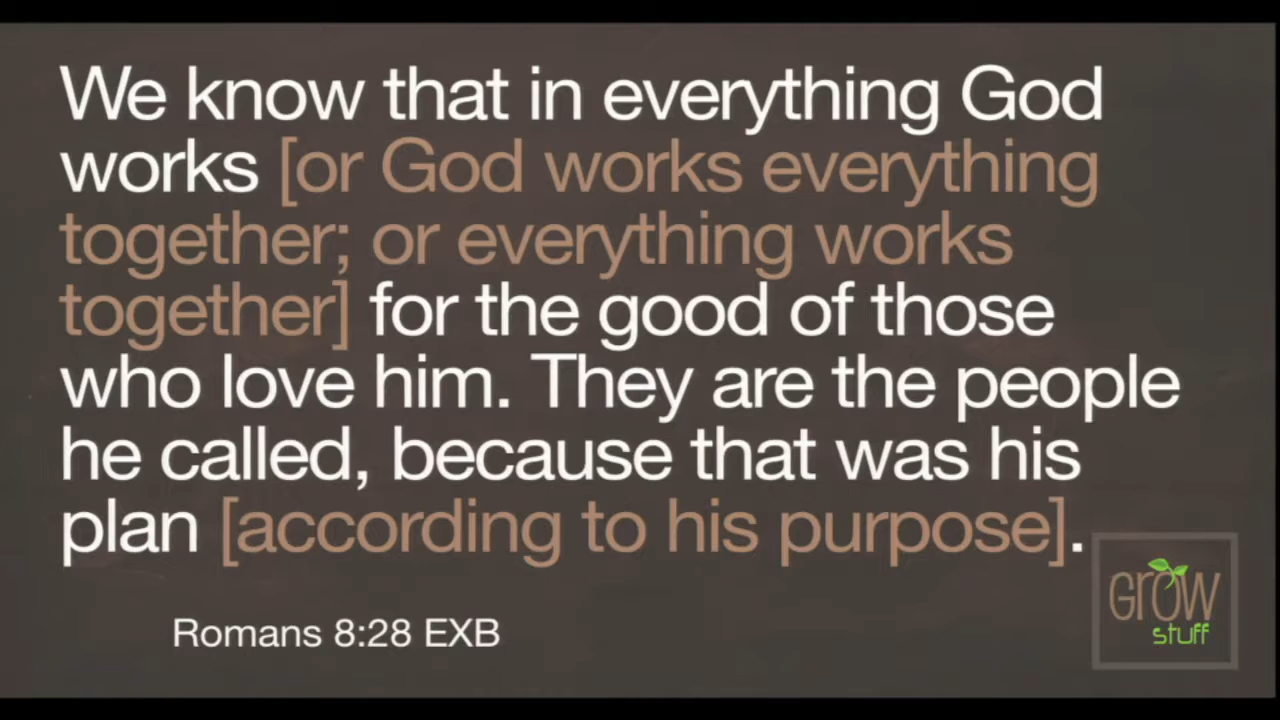 We know that in everything God
works [or God works everything
together; or everything works
together] for the good of those
who love him. They are the people
he called, because that was his
plan [according to his purpose].
Romans 8:28 EXB
GROW
stuff